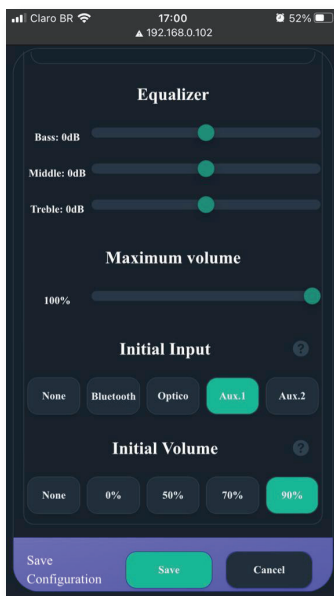 Claro BR 17:00 52%
192.168.0.102
Equalizer
Bass: 0dB
Middle: 0dB
Treble: 0dB
Maximum volume
100%
Initial Input ?
None Bluetooth Optico Aux.1 Aux.2
Initial Volume ?
None 0% 50% 70% 90%
Save
Configuration
Save Cancel